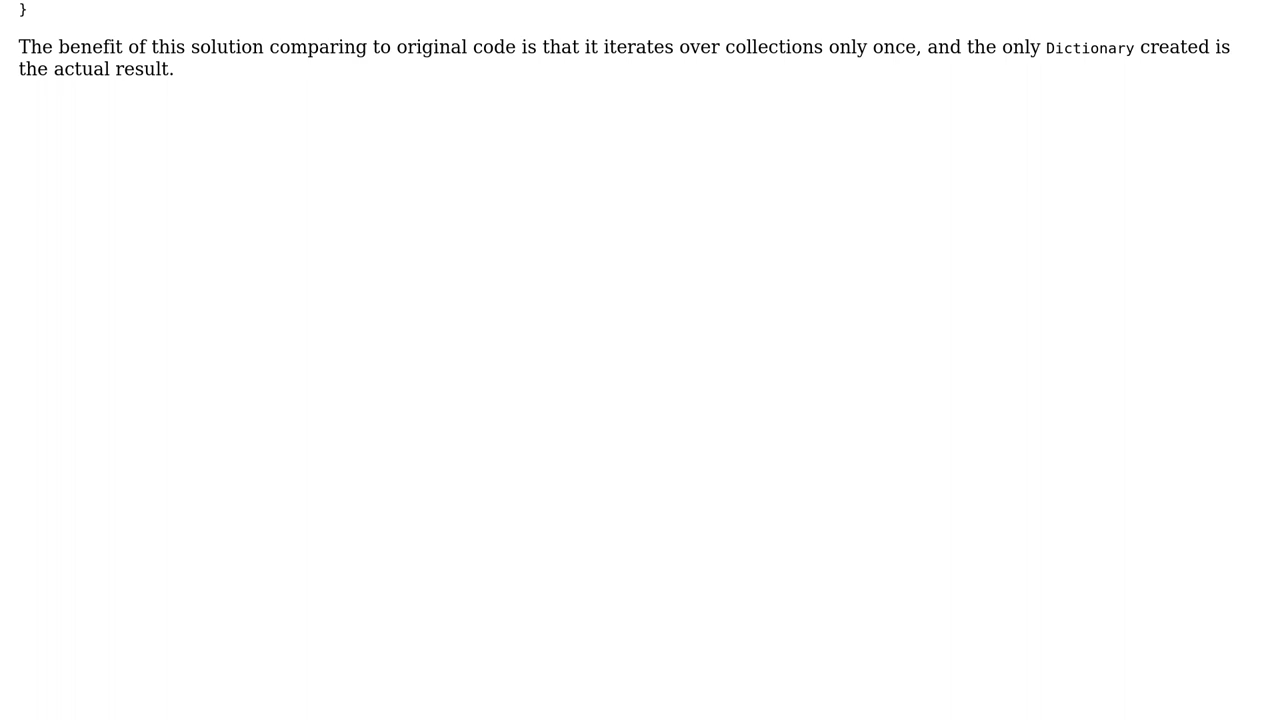 }
The benefit of this solution comparing to original code is that it iterates over collections only once, and the only Dictionary created is
the actual result.